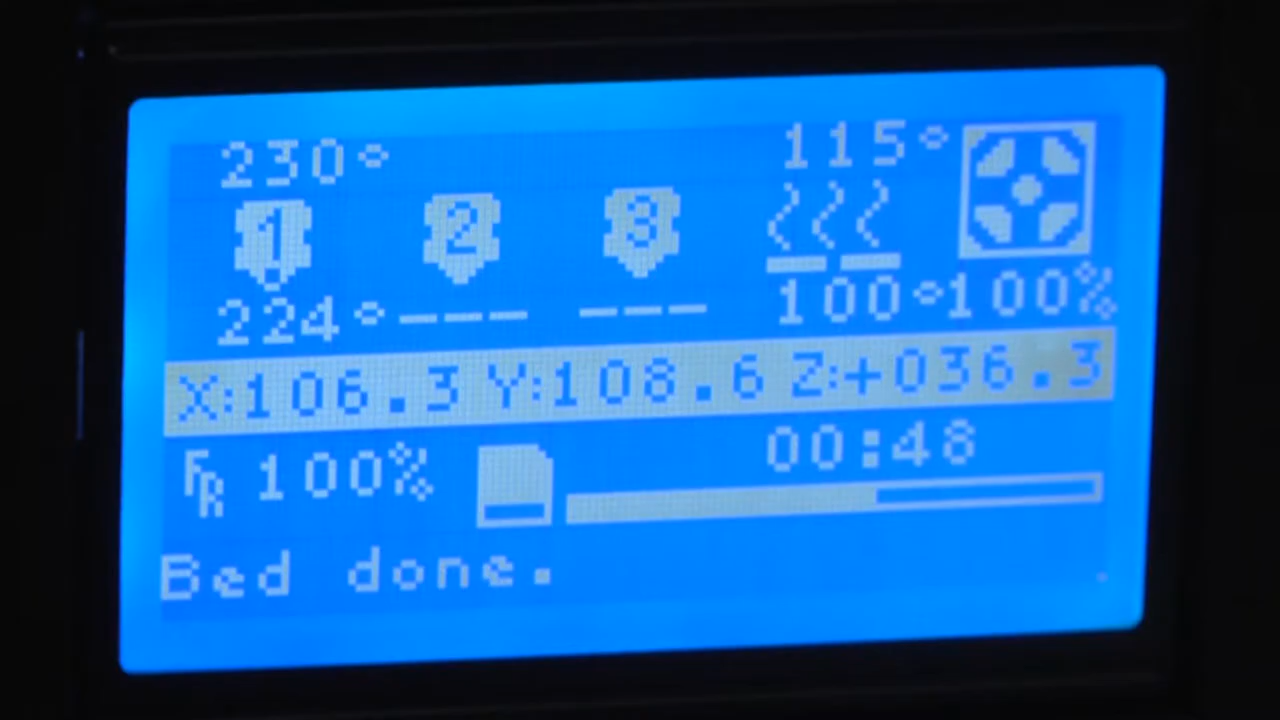 230° 115°
1 2 3
224° --- --- 100° 100%
X:106.3 Y:108.6 Z:+036.3
FR 100% 00:48
Bed done.